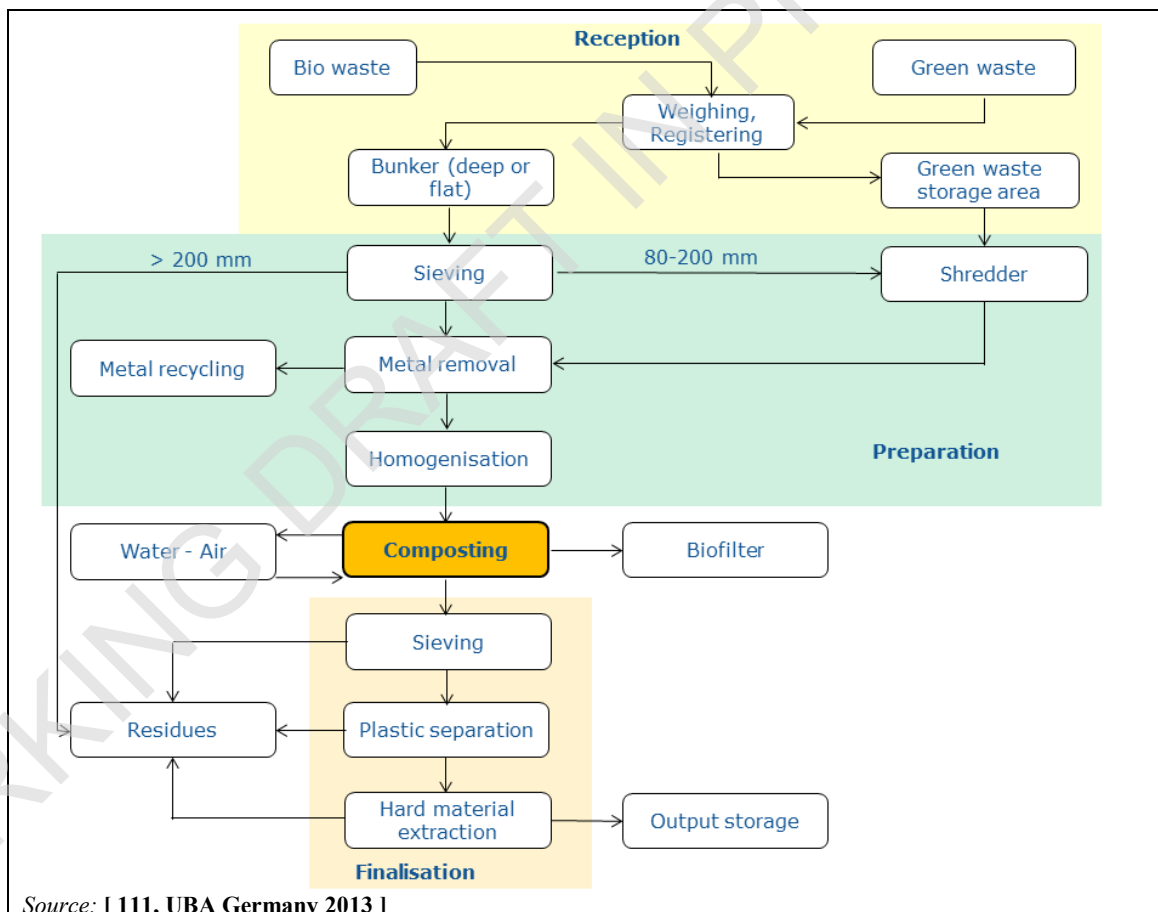 Reception
Bio waste
Green waste
Weighing,
Registering
Bunker (deep or
flat)
Green waste
storage area
> 200 mm
Sieving
80-200 mm
Shredder
Metal recycling
Metal removal
Homogenisation
Preparation
Water - Air
Composting
Biofilter
Sieving
Residues
Plastic separation
Hard material
extraction
Output storage
Finalisation
Source: [ 111, UBA Germany 2013 ]
DRAFT IN